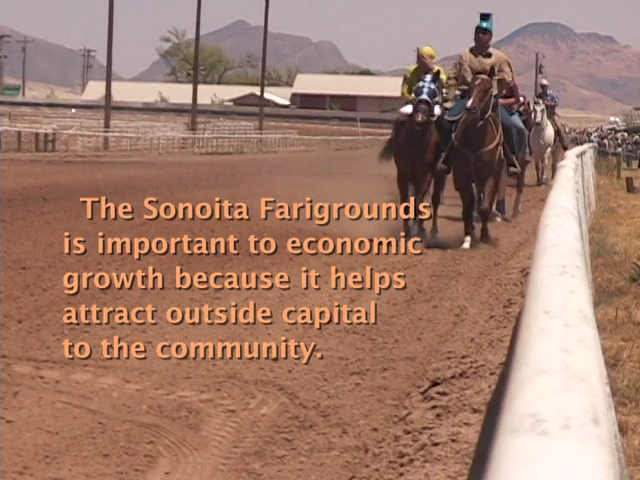 The Sonoita Farigrounds
is important to economic
growth because it helps
attract outside capital
to the community.